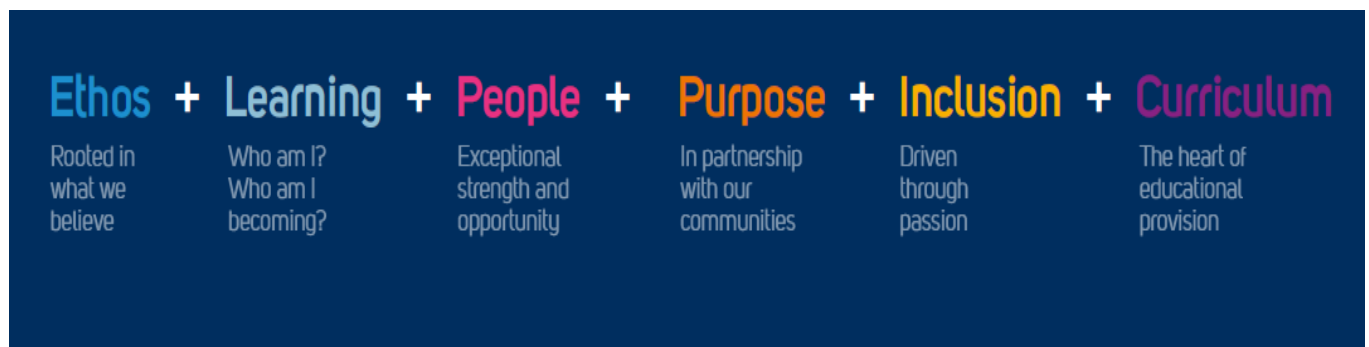 Ethos + Learning + People + Purpose + Inclusion + Curriculum
Rooted in
what we
believe
Who am I?
Who am I
becoming?
Exceptional
strength and
opportunity
In partnership
with our
communities
Driven
through
passion
The heart of
educational
provision